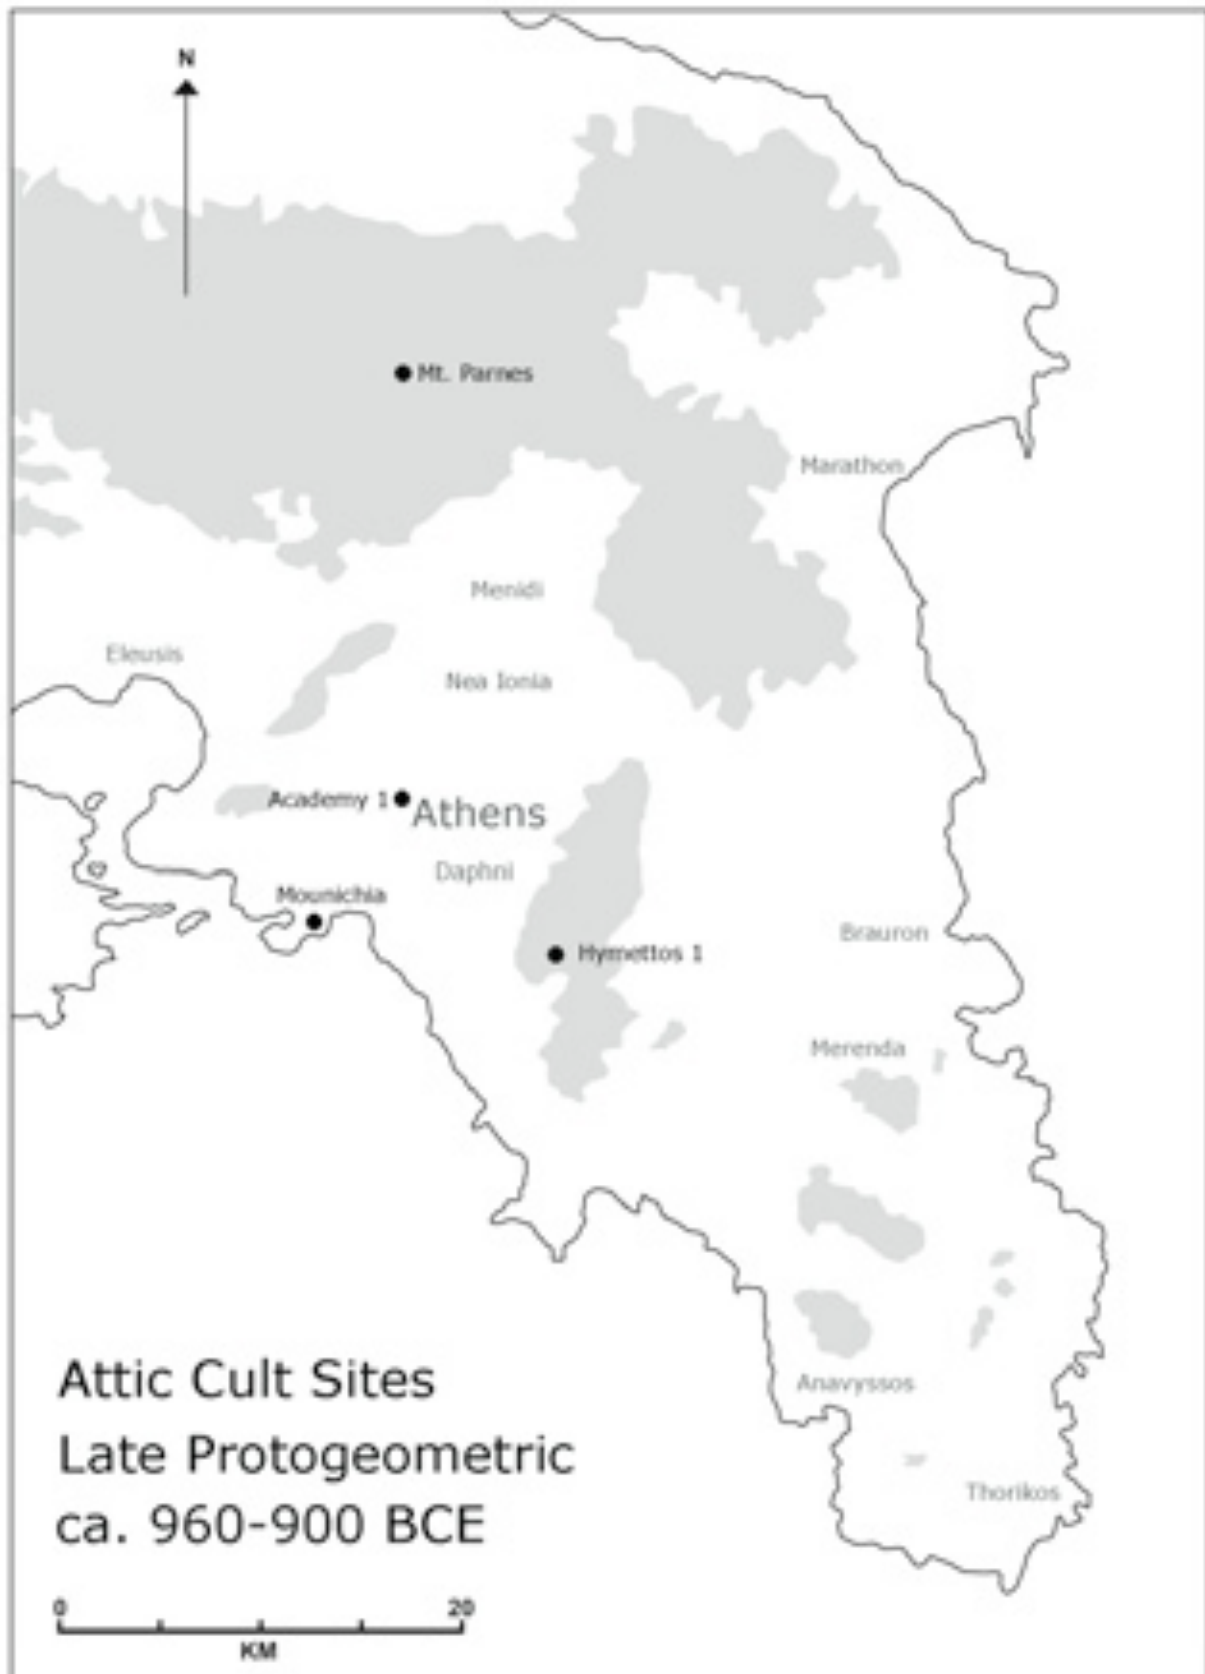 N
Mt. Parnes
Marathon
Menidi
Eleusis
Nea Ionia
Academy 1
Athens
Daphni
Mounichia
Brauron
Hymettos 1
Merenda
Anavyssos
Thorikos
Attic Cult Sites
Late Protogeometric
ca. 960-900 BCE
0 20
KM